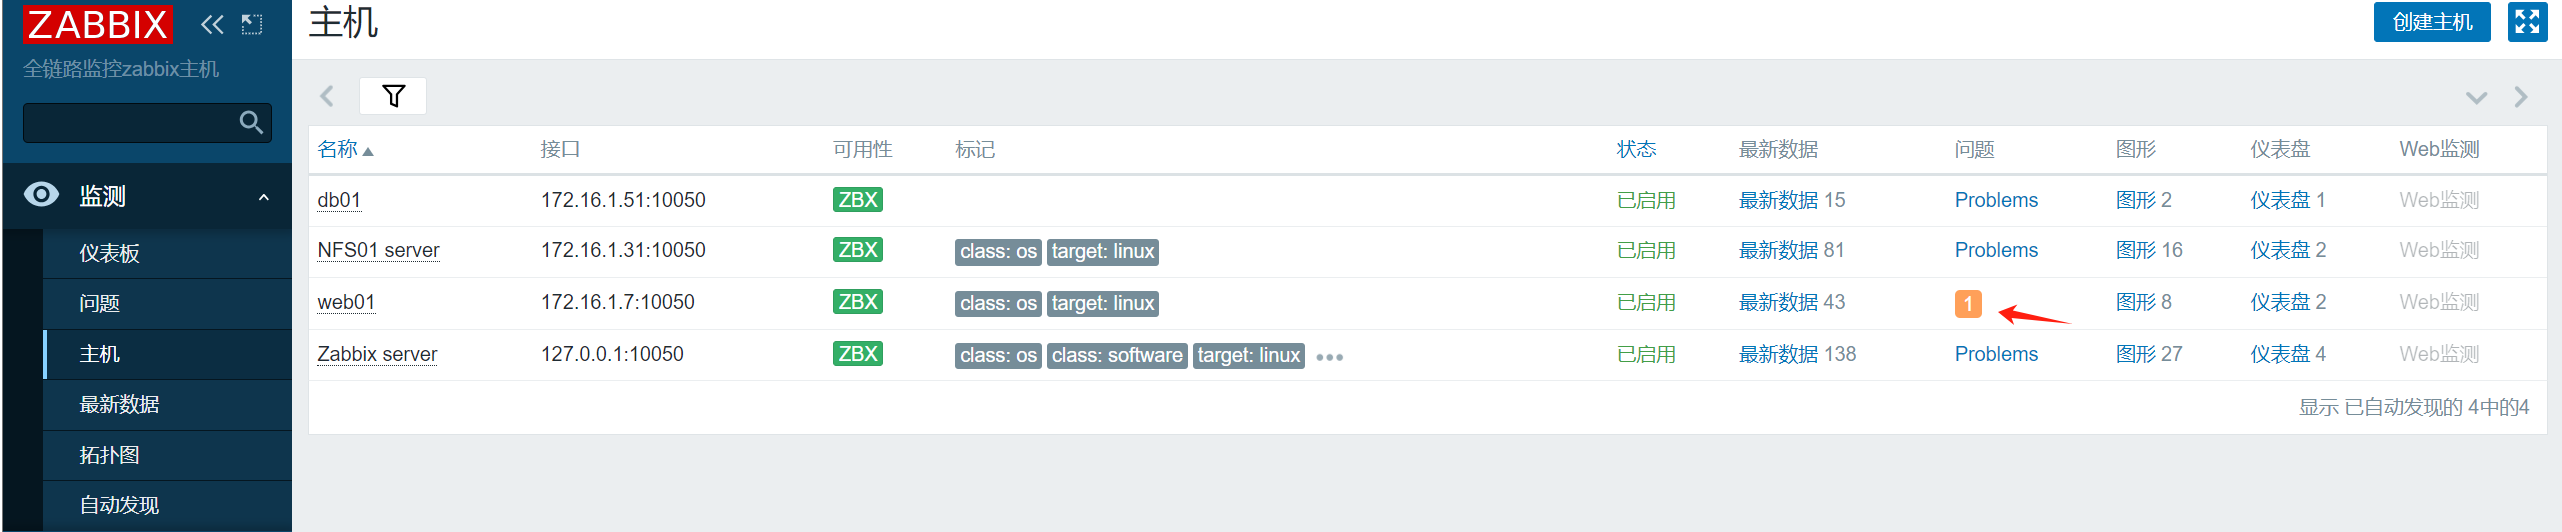 ZABBIX
全链路监控zabbix主机
监测
仪表板
问题
主机
最新数据
拓扑图
自动发现
主机
创建主机
名称 接口 可用性 标记 状态 最新数据 问题 图形 仪表盘 Web监测
db01 172.16.1.51:10050 ZBX 已启用 最新数据 15 Problems 图形 2 仪表盘 1 Web监测
NFS01 server 172.16.1.31:10050 ZBX class: os target: linux 已启用 最新数据 81 Problems 图形 16 仪表盘 2 Web监测
web01 172.16.1.7:10050 ZBX class: os target: linux 已启用 最新数据 43 1 图形 8 仪表盘 2 Web监测
Zabbix server 127.0.0.1:10050 ZBX class: os class: software target: linux 已启用 最新数据 138 Problems 图形 27 仪表盘 4 Web监测
显示 已自动发现的 4中的4